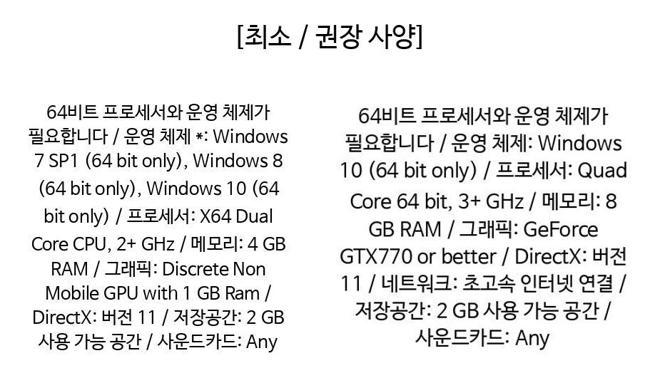 [최소 / 권장 사양]
64비트 프로세서와 운영 체제가
필요합니다 / 운영 체제 *: Windows
7 SP1 (64 bit only), Windows 8
(64 bit only), Windows 10 (64
bit only) / 프로세서: X64 Dual
Core CPU, 2+ GHz / 메모리: 4 GB
RAM / 그래픽: Discrete Non
Mobile GPU with 1 GB Ram /
DirectX: 버전 11 / 저장공간: 2 GB
사용 가능 공간 / 사운드카드: Any
64비트 프로세서와 운영 체제가
필요합니다 / 운영 체제: Windows
10 (64 bit only) / 프로세서: Quad
Core 64 bit, 3+ GHz / 메모리: 8
GB RAM / 그래픽: GeForce
GTX770 or better / DirectX: 버전
11 / 네트워크: 초고속 인터넷 연결 /
저장공간: 2 GB 사용 가능 공간 /
사운드카드: Any